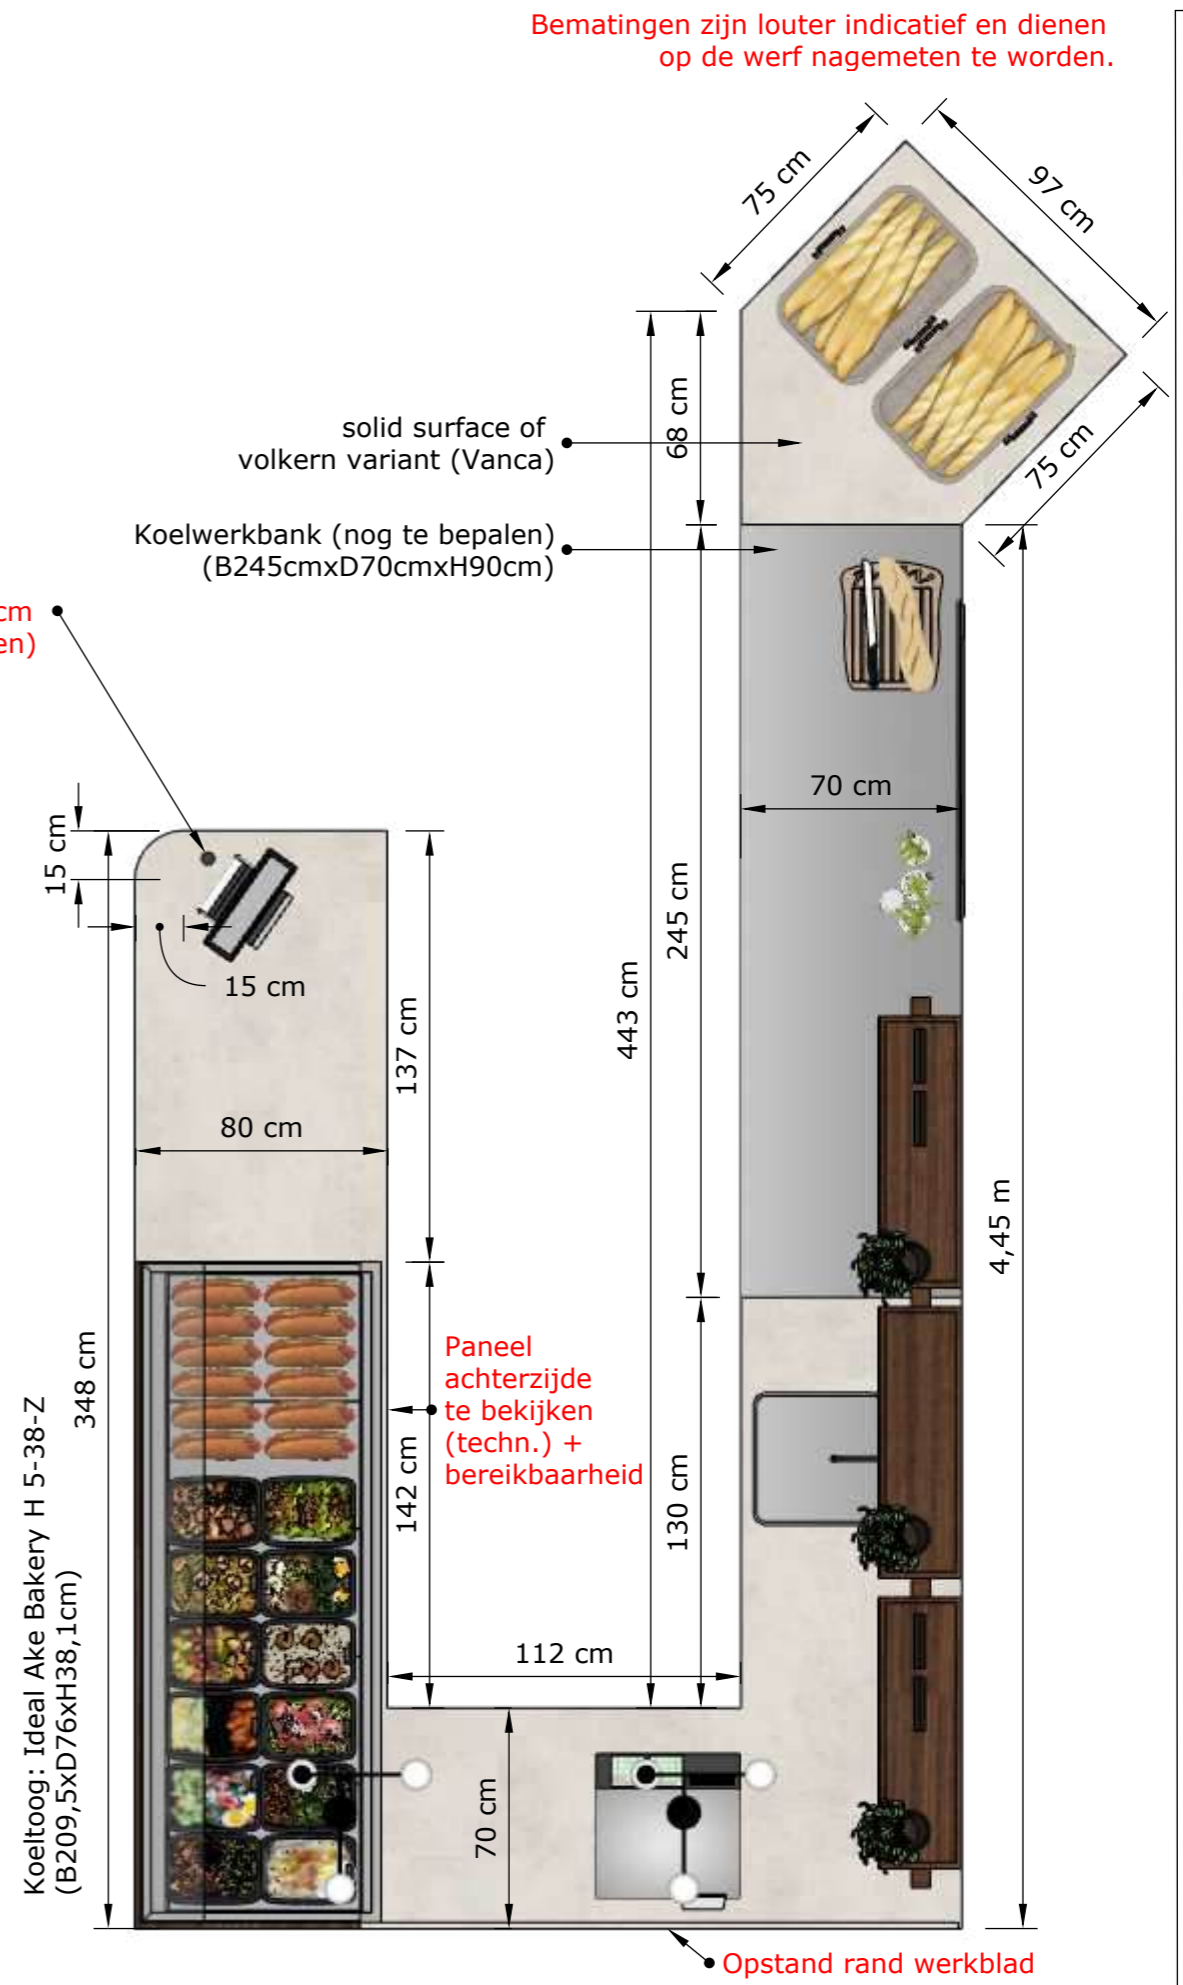 Bematingen zijn louter indicatief en dienen
op de werf nagemeten te worden.
75 cm
97 cm
75 cm
68 cm
solid surface of
volkern variant (Vanca)
Koelwerkbank (nog te bepalen)
(B245cmxD70cmxH90cm)
cm
en)
70 cm
15 cm
15 cm
245 cm
443 cm
137 cm
80 cm
4,45 m
348 cm
Paneel
achterzijde
te bekijken
(techn.) +
bereikbaarheid
142 cm
130 cm
Koeltoog: Ideal Ake Bakery H 5-38-Z
(B209,5xD76xH38,1cm)
112 cm
70 cm
Opstand rand werkblad